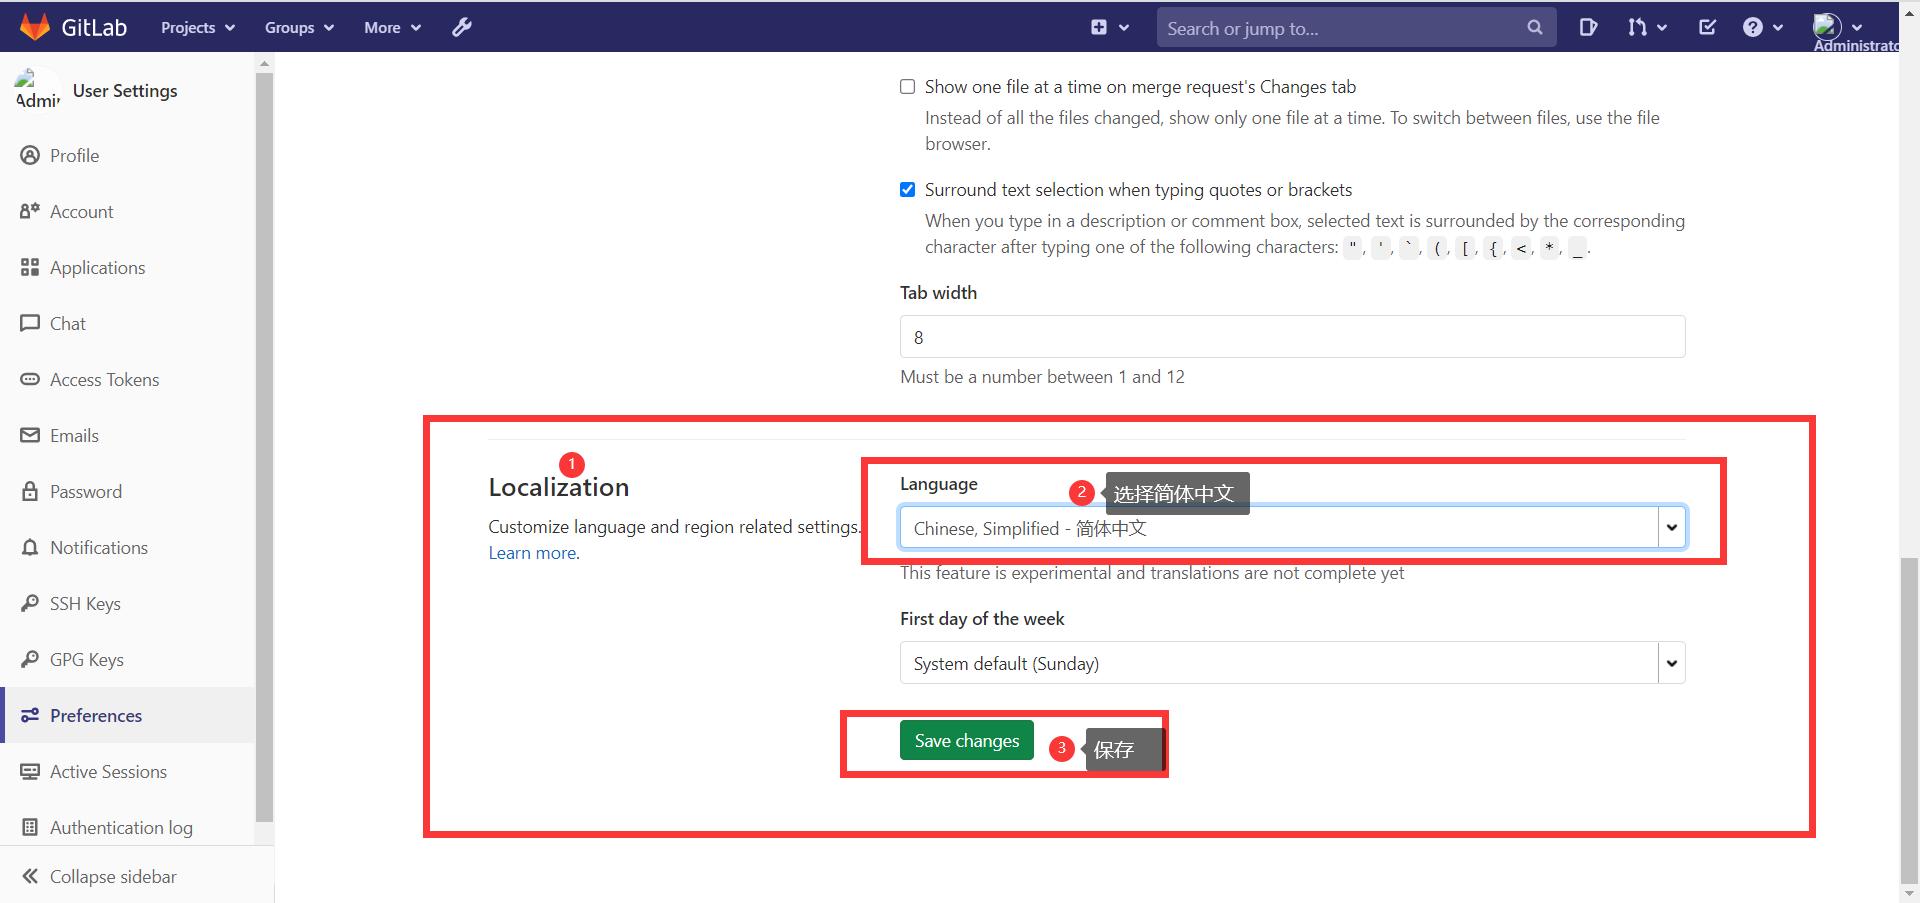 GitLab
Projects
Groups
More
Search or jump to...
Administrato
Admi
User Settings
Profile
Account
Applications
Chat
Access Tokens
Emails
Password
Notifications
SSH Keys
GPG Keys
Preferences
Active Sessions
Authentication log
Collapse sidebar
Show one file at a time on merge request's Changes tab
Instead of all the files changed, show only one file at a time. To switch between files, use the file
browser.
Surround text selection when typing quotes or brackets
When you type in a description or comment box, selected text is surrounded by the corresponding
character after typing one of the following characters: ", ', `, (, [, {, <, *, _.
Tab width
8
Must be a number between 1 and 12
1
Localization
Customize language and region related settings.
Learn more.
Language
2
选择简体中文
Chinese, Simplified - 简体中文
This feature is experimental and translations are not complete yet
First day of the week
System default (Sunday)
Save changes
3
保存